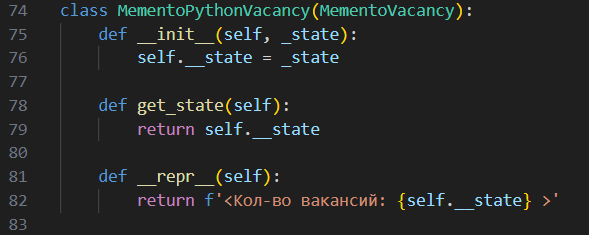 74 class MementoPythonVacancy(MementoVacancy):
75     def __init__(self, _state):
76         self.__state = _state
77
78     def get_state(self):
79         return self.__state
80
81     def __repr__(self):
82         return f'<Кол-во вакансий: {self.__state} >'
83